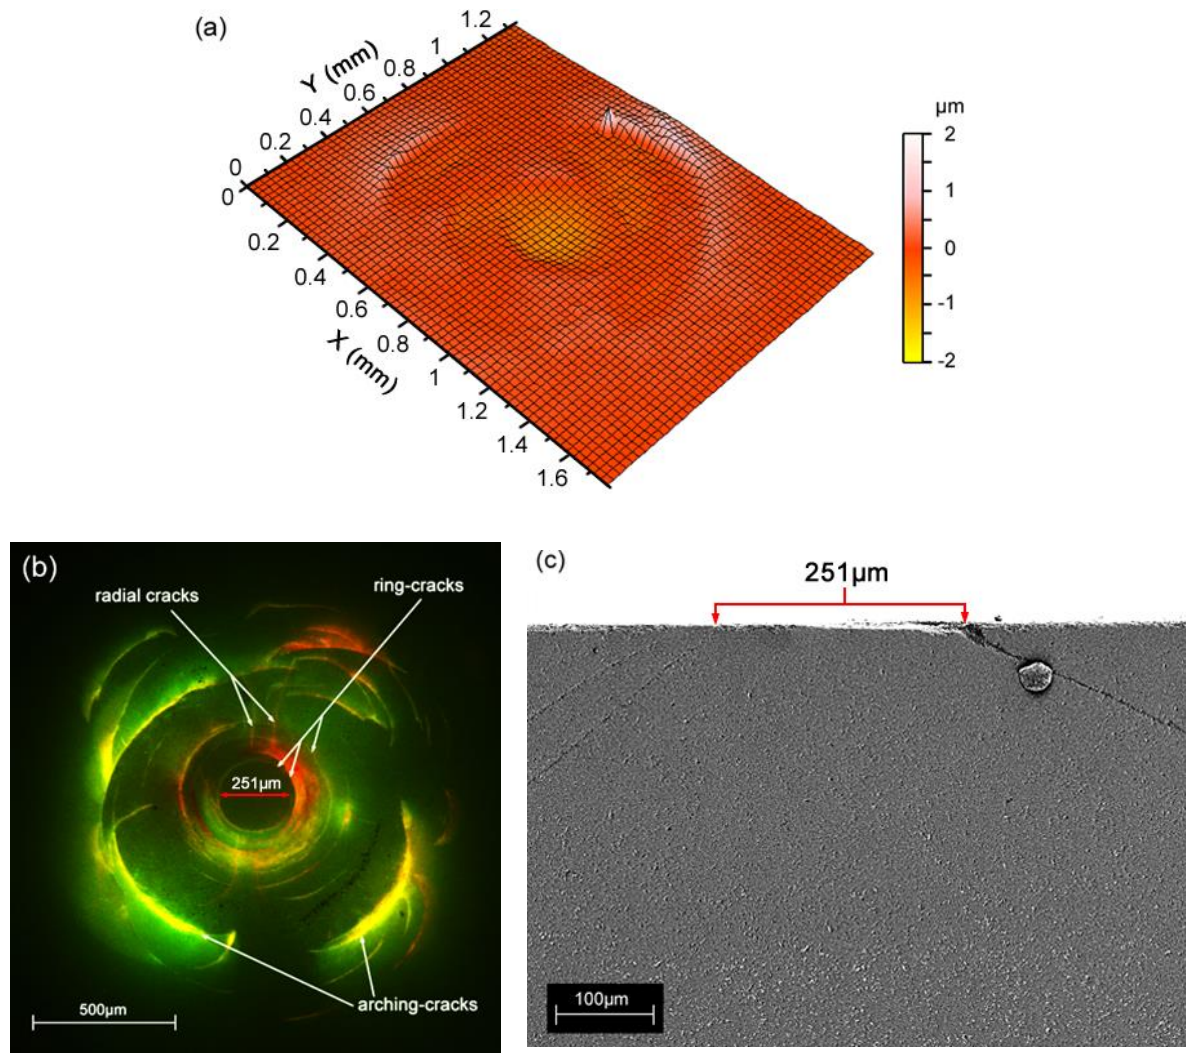 (a)
Y (mm)
1.2
1
0.8
0.6
0.4
0.2
0
0
0.2
0.4
0.6
0.8
1
1.2
1.4
1.6
X (mm)
µm
2
1
0
-1
-2
(b)
radial cracks
ring-cracks
251µm
arching-cracks
500µm
(c)
251µm
100µm